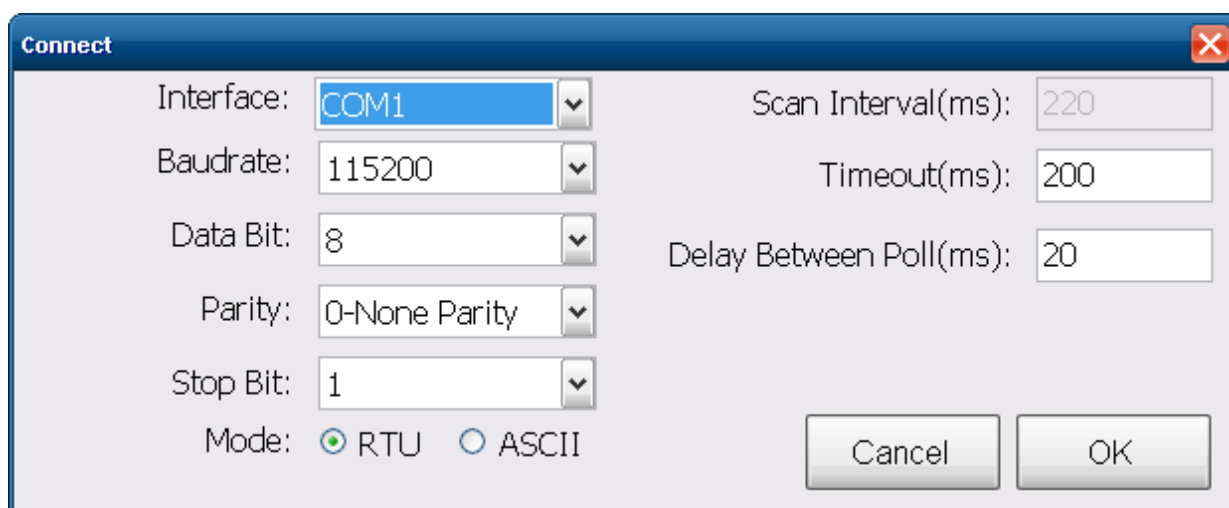 Connect
Interface: COM1
Scan Interval(ms): 220
Baudrate: 115200
Timeout(ms): 200
Data Bit: 8
Delay Between Poll(ms): 20
Parity: 0-None Parity
Stop Bit: 1
Mode: RTU ASCII
Cancel
OK